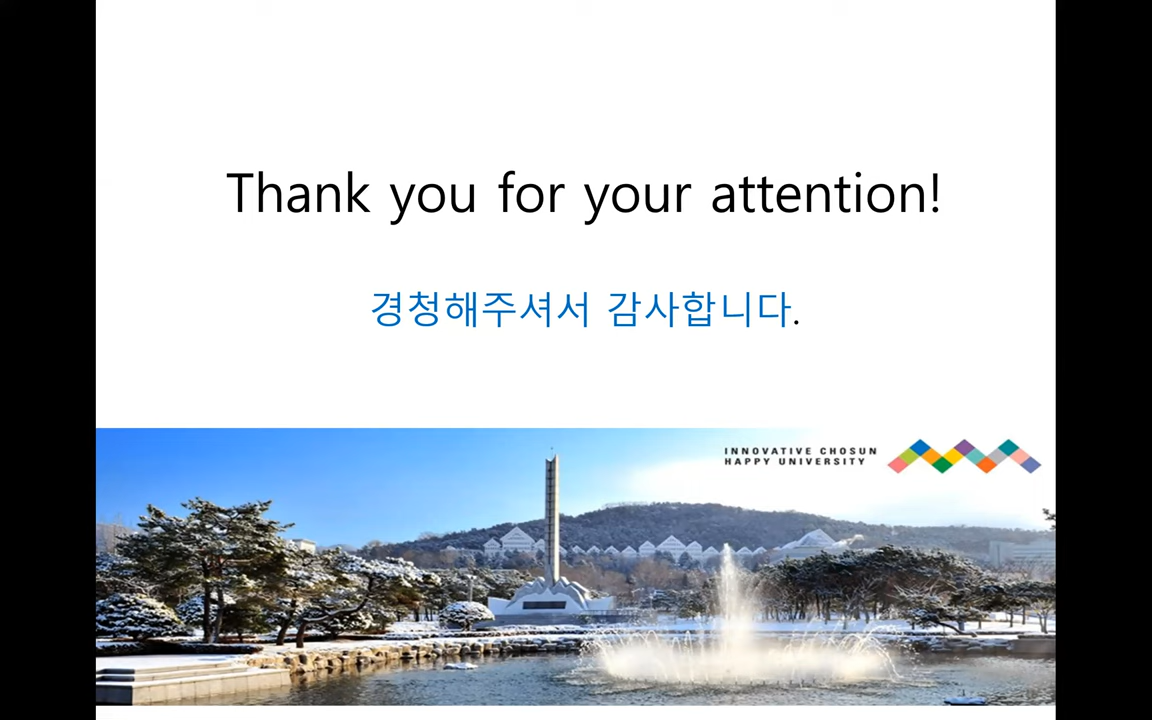 Thank you for your attention!
경청해주셔서 감사합니다.
INNOVATIVE CHOSUN
HAPPY UNIVERSITY